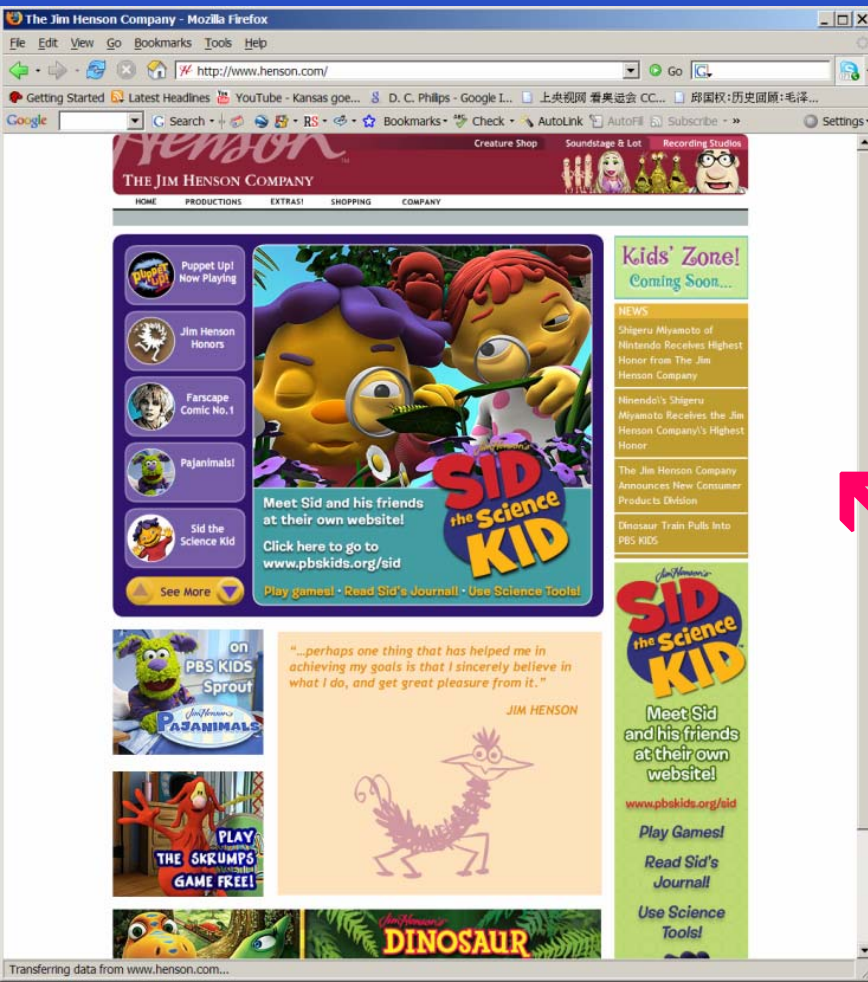 The Jim Henson Company - Mozilla Firefox
File Edit View Go Bookmarks Tools Help
http://www.henson.com/
Go
Getting Started Latest Headlines YouTube - Kansas goe... D. C. Philips - Google I... 上央视网 看奥运会 CC... 邱国权:历史回顾:毛泽...
Google Search RS Bookmarks Check AutoLink AutoFill Subscribe Settings
Henson
Creature Shop Soundstage & Lot Recording Studios
THE JIM HENSON COMPANY
HOME PRODUCTIONS EXTRAS! SHOPPING COMPANY
Puppet Up!
Puppet Up!
Now Playing
Jim Henson
Honors
Farscape
Comic No.1
Pajanimals!
Sid the
Science Kid
See More
Jim Henson's
SID
the Science
KID
Meet Sid and his friends
at their own website!
Click here to go to
www.pbskids.org/sid
Play games! • Read Sid's Journal! • Use Science Tools!
Kids' Zone!
Coming Soon...
NEWS
Shigeru Miyamoto of
Nintendo Receives Highest
Honor from The Jim
Henson Company
Ninendo\'s Shigeru
Miyamoto Receives the Jim
Henson Company\'s Highest
Honor
The Jim Henson Company
Announces New Consumer
Products Division
Dinosaur Train Pulls Into
PBS KIDS
on
PBS KIDS
Sprout
Jim Henson's
PAJANIMALS
PLAY
THE SKRUMPS
GAME FREE!
"...perhaps one thing that has helped me in
achieving my goals is that I sincerely believe in
what I do, and get great pleasure from it."
JIM HENSON
Jim Henson's
DINOSAUR
Jim Henson's
SID
the Science
KID
Meet Sid
and his friends
at their own
website!
www.pbskids.org/sid
Play Games!
Read Sid's
Journal!
Use Science
Tools!
Transferring data from www.henson.com...